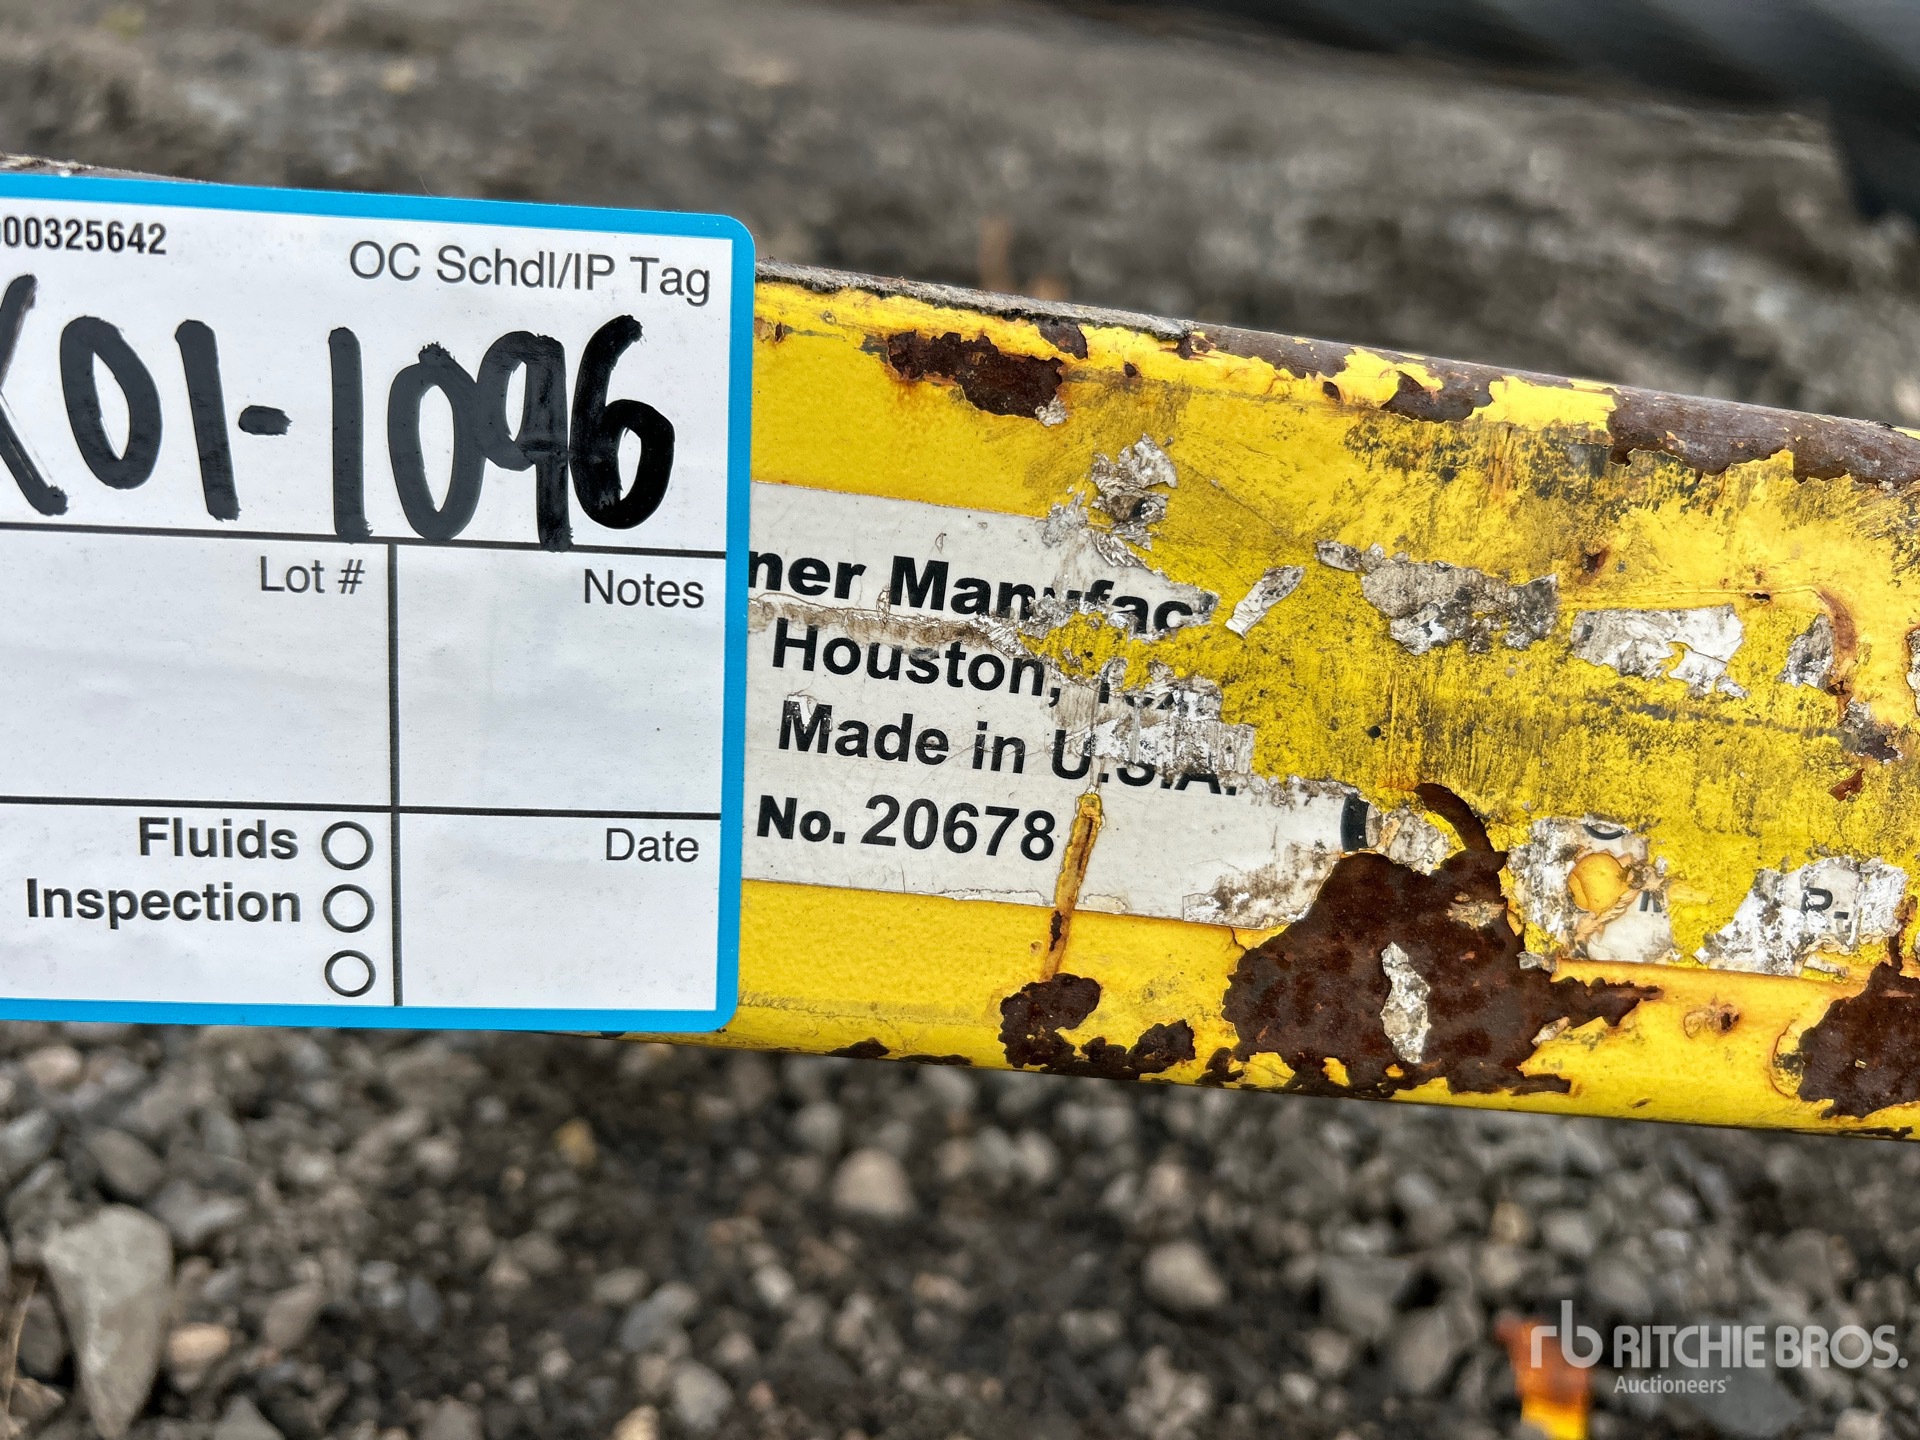 00325642
OC Schdl/IP Tag
X01-1096
Lot #
Notes
Fluids
Inspection
Date
ner Manufac
Houston,
Made in U.S.A.
No. 20678
P.
RITCHIE BROS.
Auctioneers